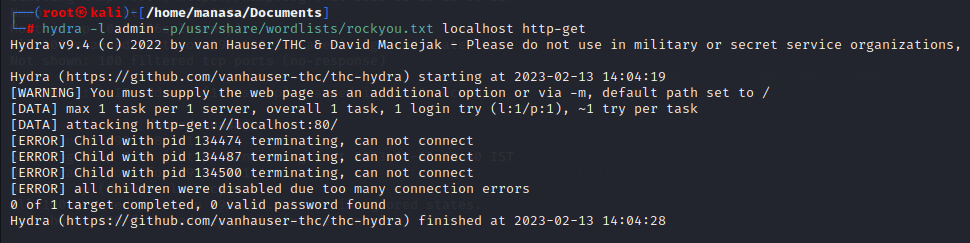 ┌──(root㉿kali)-[/home/manasa/Documents]
└─# hydra -l admin -p/usr/share/wordlists/rockyou.txt localhost http-get
Hydra v9.4 (c) 2022 by van Hauser/THC & David Maciejak - Please do not use in military or secret service organizations,
Not shown: 100 filtered tcp ports (no-response)
Hydra (https://github.com/vanhauser-thc/thc-hydra) starting at 2023-02-13 14:04:19
[WARNING] You must supply the web page as an additional option or via -m, default path set to /
[DATA] max 1 task per 1 server, overall 1 task, 1 login try (l:1/p:1), ~1 try per task
[DATA] attacking http-get://localhost:80/
[ERROR] Child with pid 134474 terminating, can not connect
[ERROR] Child with pid 134487 terminating, can not connect
[ERROR] Child with pid 134500 terminating, can not connect
[ERROR] all children were disabled due too many connection errors
0 of 1 target completed, 0 valid password found
Hydra (https://github.com/vanhauser-thc/thc-hydra) finished at 2023-02-13 14:04:28